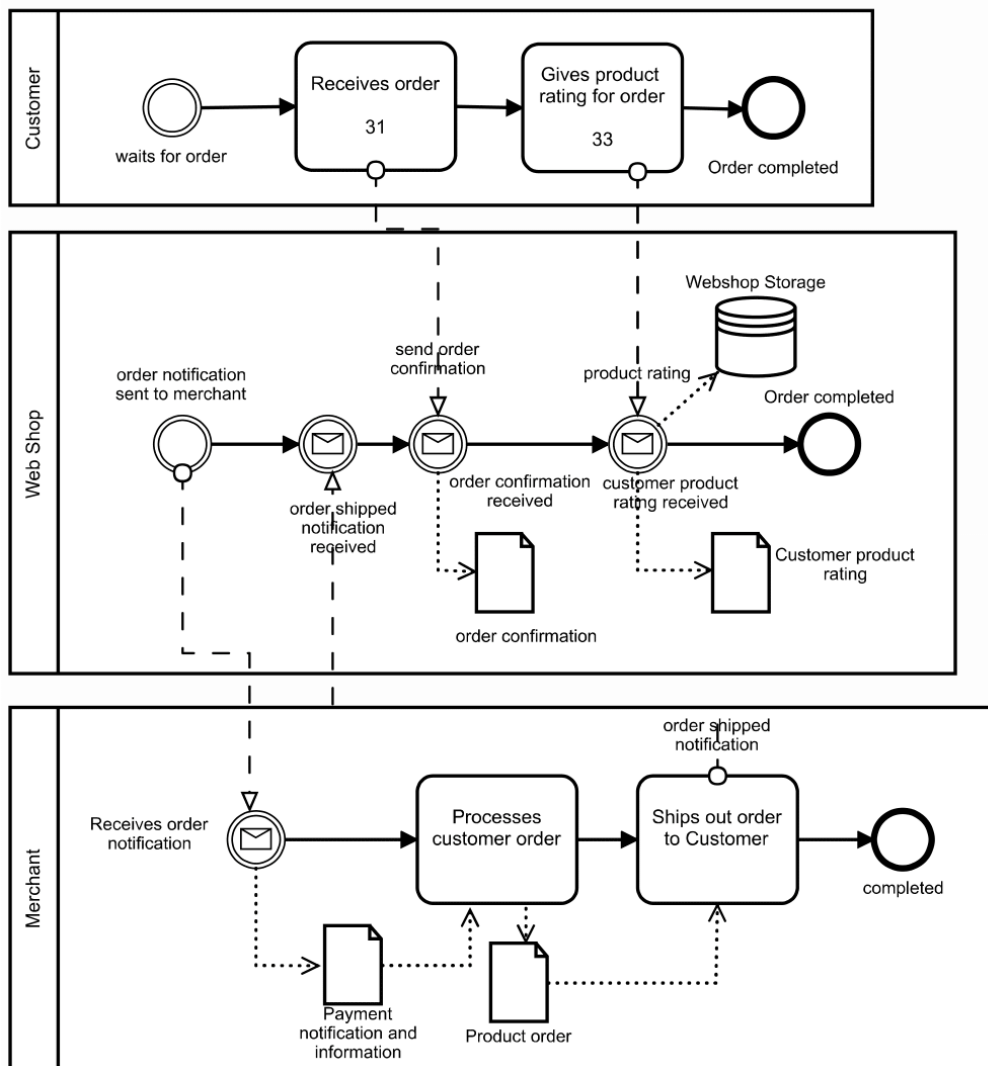 Customer
Receives order
31
Gives product
rating for order
33
waits for order
Order completed
Web Shop
Webshop Storage
send order
confirmation
order notification
sent to merchant
product rating
Order completed
order shipped
notification
received
order confirmation
received
customer product
rating received
Customer product
rating
order confirmation
Merchant
order shipped
notification
Receives order
notification
Processes
customer order
Ships out order
to Customer
completed
Payment
notification and
information
Product order